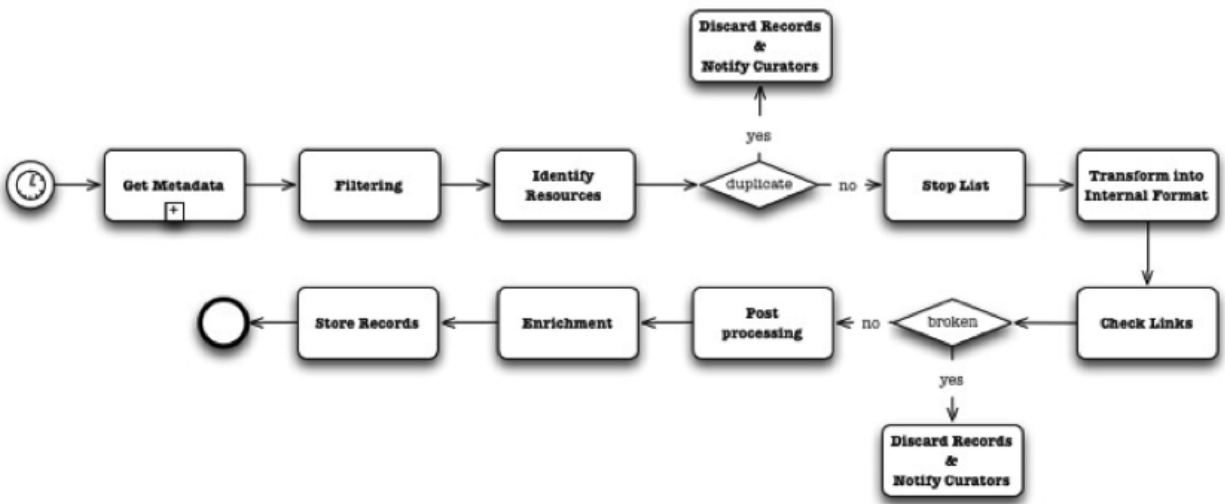 Discard Records
&
Notify Curators
yes
Get Metadata
+
Filtering
Identify
Resources
duplicate
no
Stop List
Transform into
Internal Format
Store Records
Enrichment
Post
processing
no
broken
Check Links
yes
Discard Records
&
Notify Curators